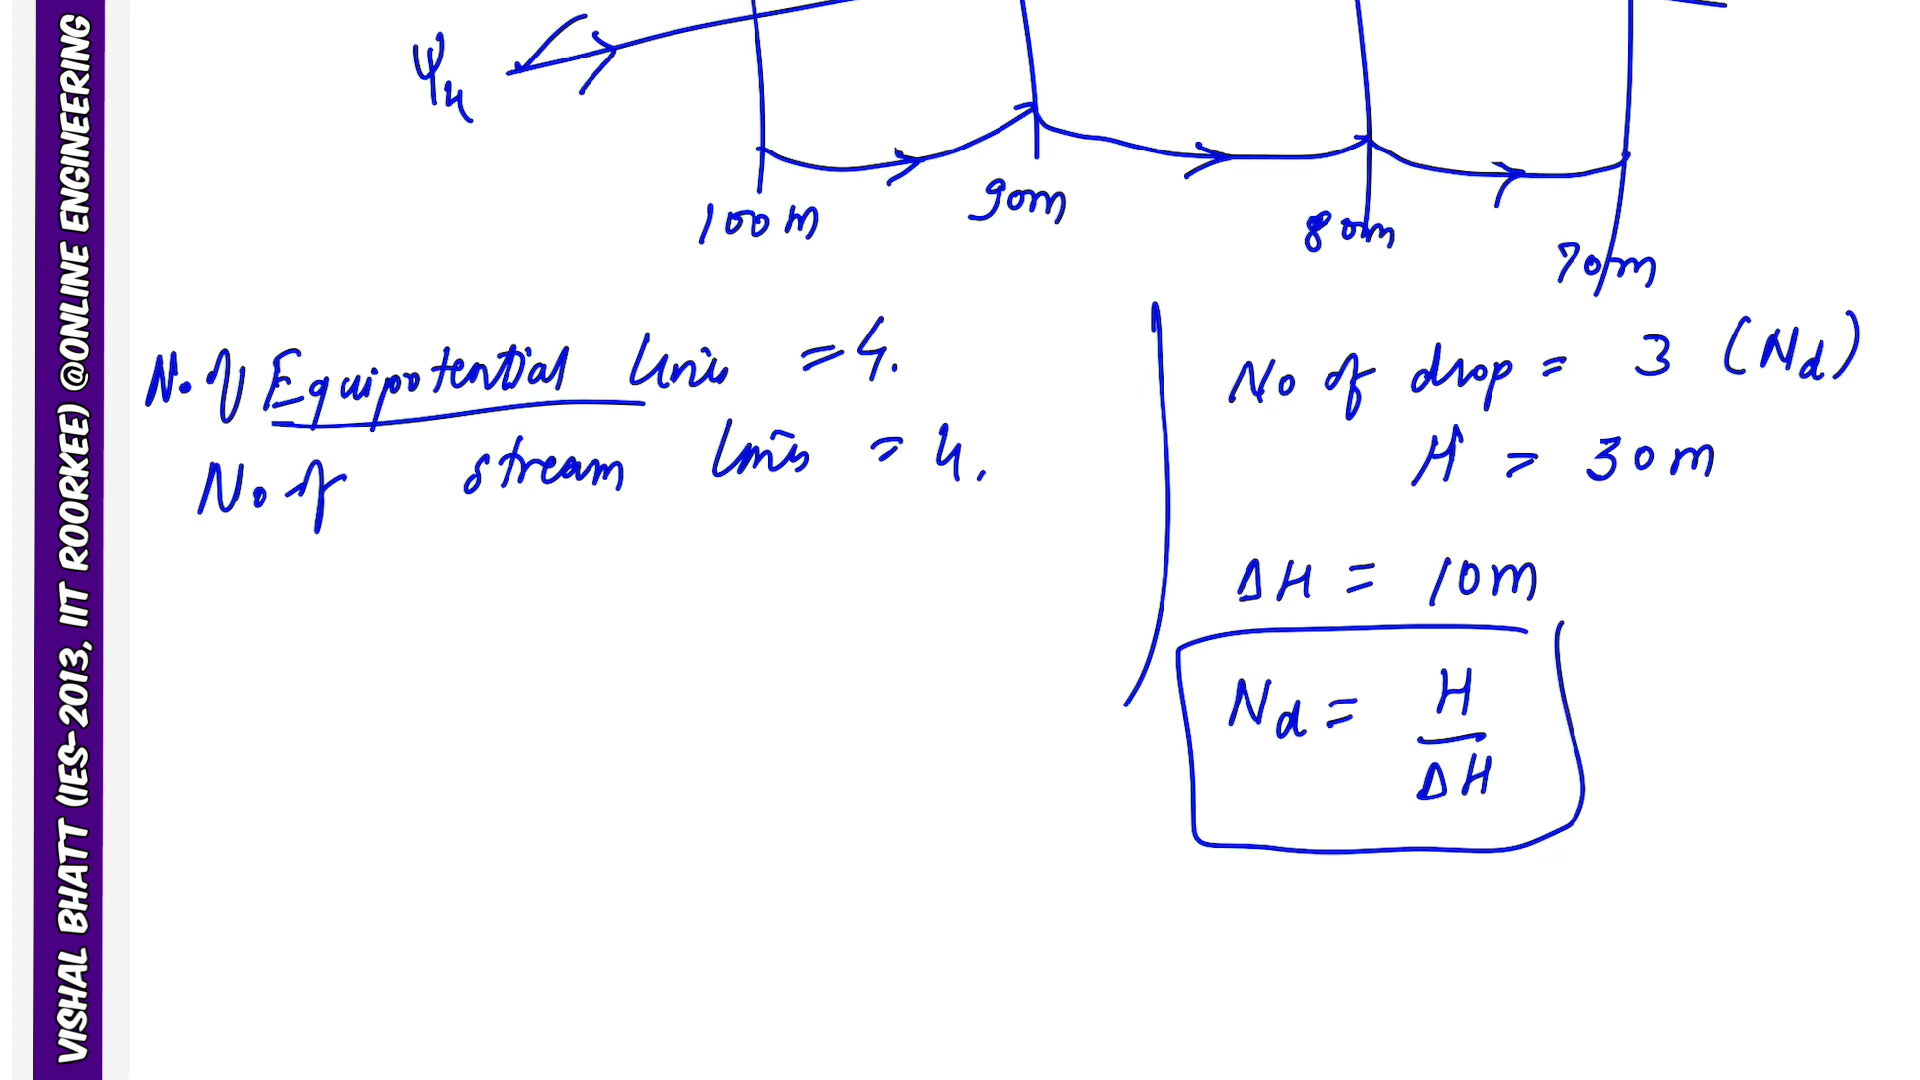 VISHAL BHATT (IES-2013, IIT ROORKEE) @ONLINE ENGINEERING
Ψ4
100m
90m
80m
70m
No. of Equipotential lines = 4.
No of stream lines = 4.
No of drop = 3 (Nd)
H = 30m
ΔH = 10m
Nd = H
ΔH